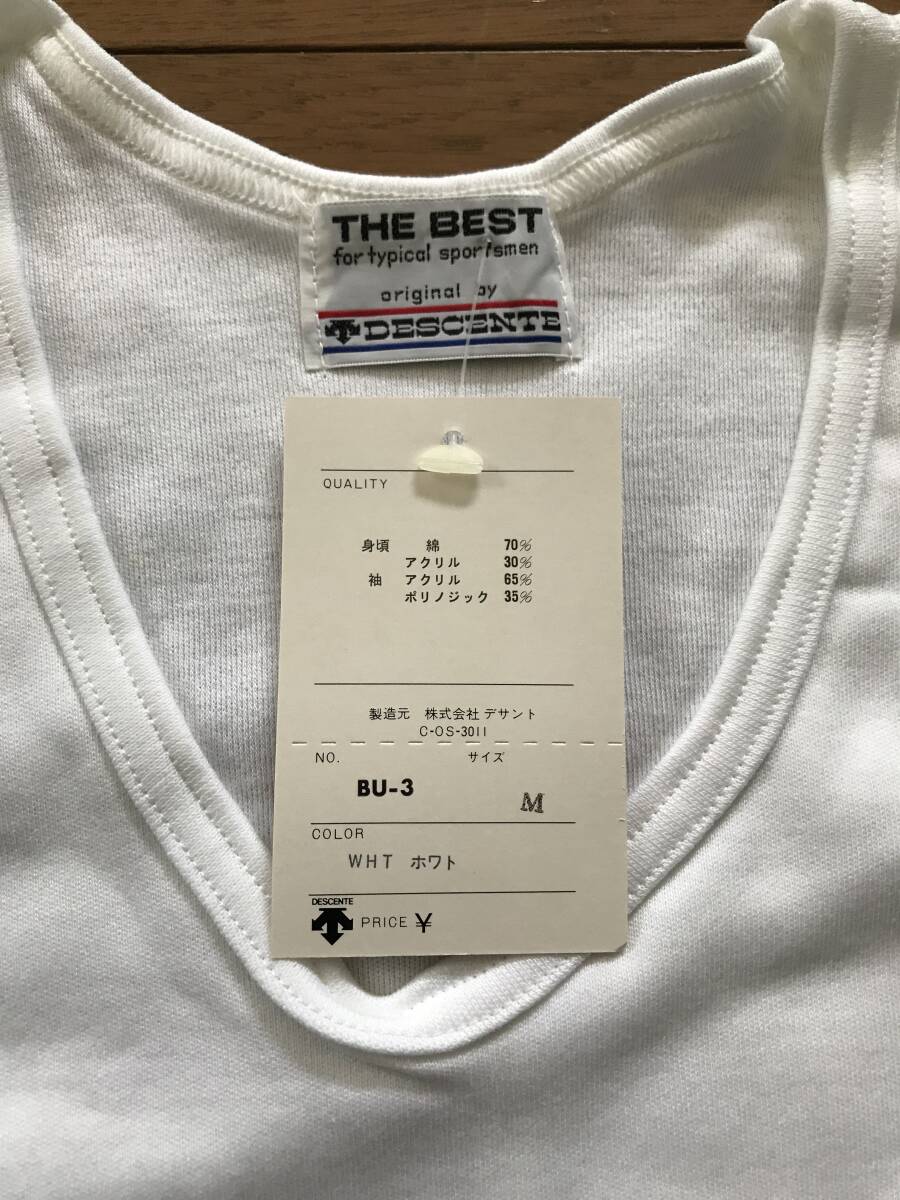 THE BEST
for typical sportsmen
original by
DESCENTE
QUALITY
身頃 綿 70%
アクリル 30%
袖 アクリル 65%
ポリノジック 35%
製造元 株式会社 デサント
C-OS-3011
NO. サイズ
BU-3 M
COLOR
WHT ホワト
DESCENTE
PRICE ¥